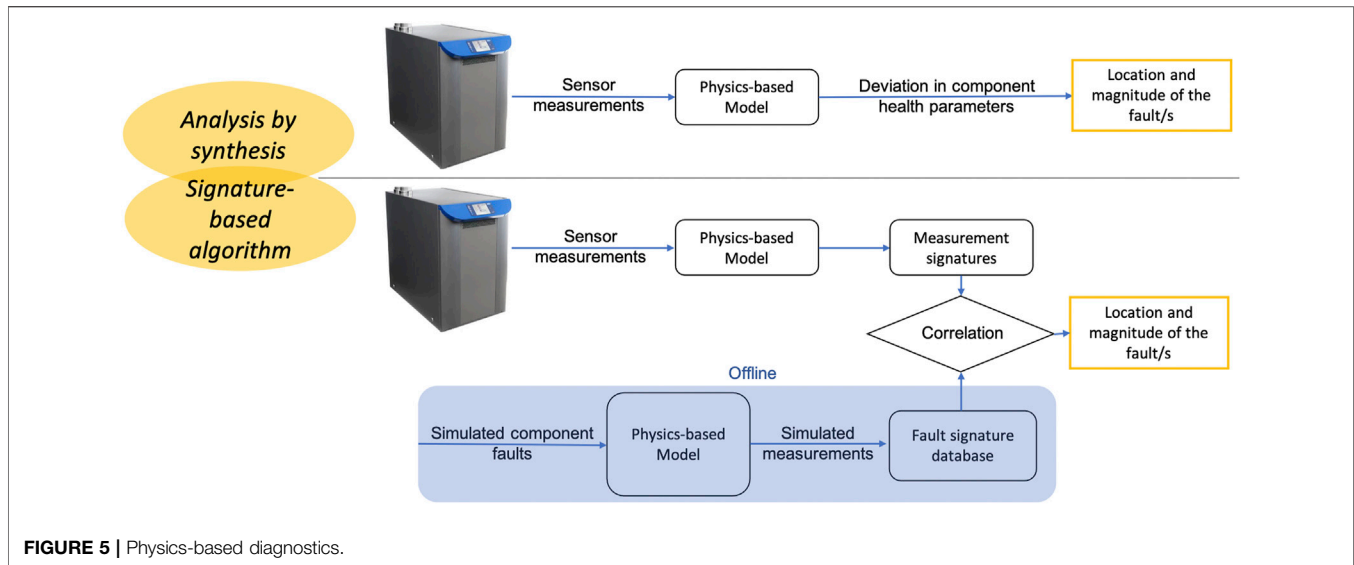 Analysis by
synthesis
Sensor
measurements
Physics-based
Model
Deviation in component
health parameters
Location and
magnitude of the
fault/s
Signature-
based
algorithm
Sensor
measurements
Physics-based
Model
Measurement
signatures
Correlation
Location and
magnitude of the
fault/s
Offline
Simulated component
faults
Physics-based
Model
Simulated
measurements
Fault signature
database
FIGURE 5 | Physics-based diagnostics.